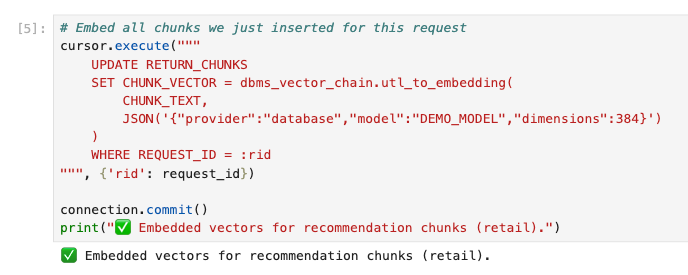 [5]: # Embed all chunks we just inserted for this request
cursor.execute("""
    UPDATE RETURN_CHUNKS
    SET CHUNK_VECTOR = dbms_vector_chain.utl_to_embedding(
        CHUNK_TEXT,
        JSON('{"provider":"database","model":"DEMO_MODEL","dimensions":384}')
    )
    WHERE REQUEST_ID = :rid
""", {'rid': request_id})

connection.commit()
print("✅ Embedded vectors for recommendation chunks (retail).")
✅ Embedded vectors for recommendation chunks (retail).